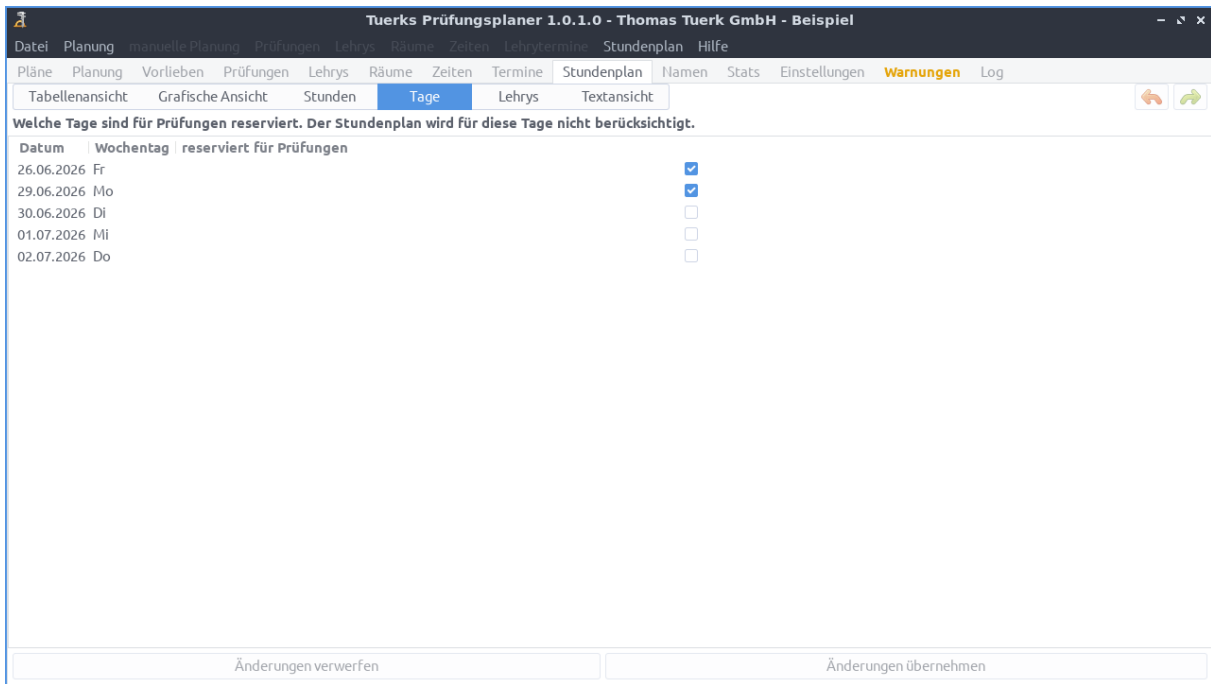 Tuerks Prüfungsplaner 1.0.1.0 - Thomas Tuerk GmbH - Beispiel
Datei Planung manuelle Planung Prüfungen Lehrys Räume Zeiten Lehrytermine Stundenplan Hilfe
Pläne Planung Vorlieben Prüfungen Lehrys Räume Zeiten Termine Stundenplan Namen Stats Einstellungen Warnungen Log
Tabellenansicht Grafische Ansicht Stunden Tage Lehrys Textansicht
Welche Tage sind für Prüfungen reserviert. Der Stundenplan wird für diese Tage nicht berücksichtigt.
Datum Wochentag reserviert für Prüfungen
26.06.2026 Fr
29.06.2026 Mo
30.06.2026 Di
01.07.2026 Mi
02.07.2026 Do
Änderungen verwerfen Änderungen übernehmen